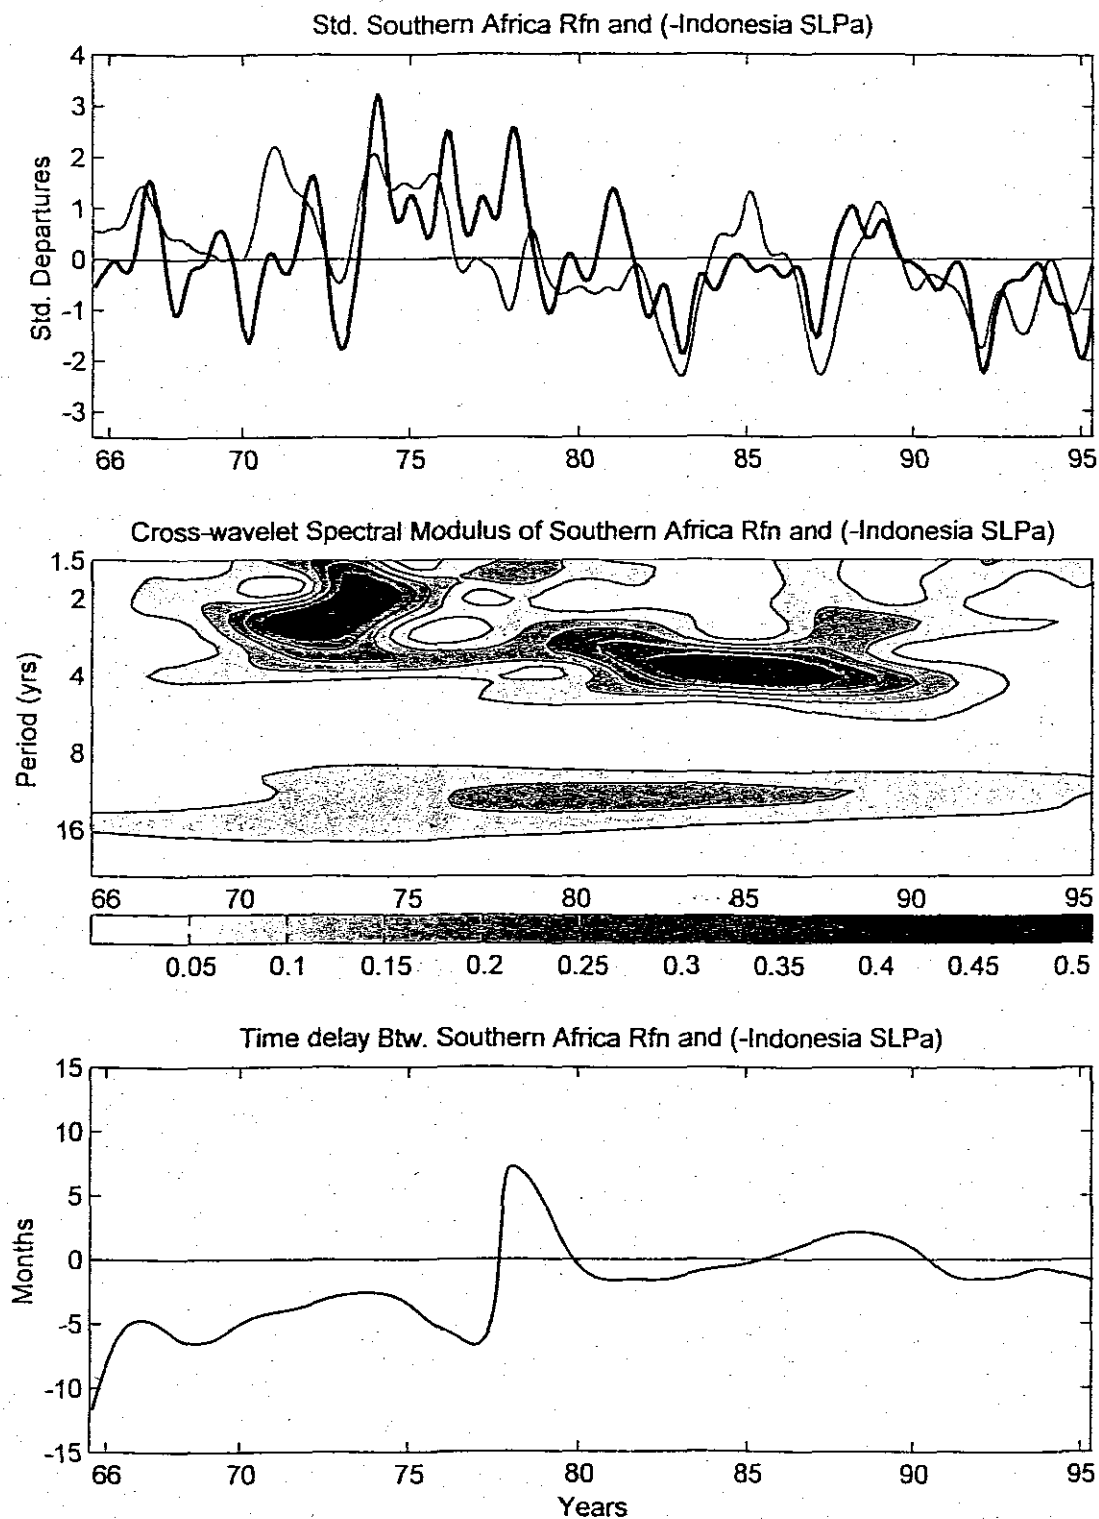 Std. Southern Africa Rfn and (-Indonesia SLPa)
4
3
2
1
0
-1
-2
-3
Std. Departures
66 70 75 80 85 90 95
Cross-wavelet Spectral Modulus of Southern Africa Rfn and (-Indonesia SLPa)
1.5
2
4
8
16
Period (yrs)
66 70 75 80 85 90 95
0.05 0.1 0.15 0.2 0.25 0.3 0.35 0.4 0.45 0.5
Time delay Btw. Southern Africa Rfn and (-Indonesia SLPa)
15
10
5
0
-5
-10
-15
Months
66 70 75 80 85 90 95
Years